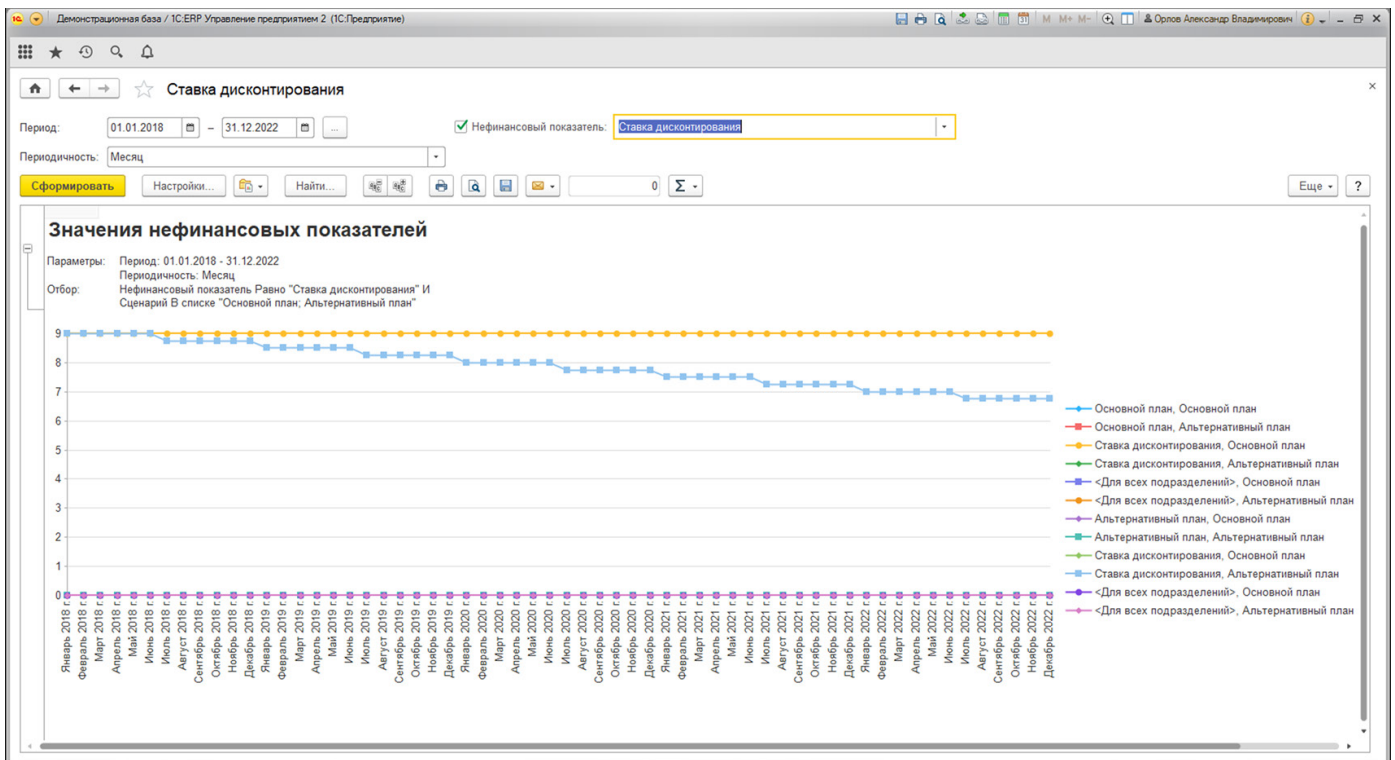 Демонстрационная база / 1С:ERP Управление предприятием 2 (1С:Предприятие)
M M+ M- Орлов Александр Владимирович
Ставка дисконтирования
Период: 01.01.2018 – 31.12.2022 ... Нефинансовый показатель: Ставка дисконтирования
Периодичность: Месяц
Сформировать Настройки... Найти... 0 Σ Еще ?
Значения нефинансовых показателей
Параметры: Период: 01.01.2018 - 31.12.2022
Периодичность: Месяц
Отбор: Нефинансовый показатель Равно "Ставка дисконтирования" И
Сценарий В списке "Основной план; Альтернативный план"
9
8
7
6
5
4
3
2
1
0
Основной план, Основной план
Основной план, Альтернативный план
Ставка дисконтирования, Основной план
Ставка дисконтирования, Альтернативный план
<Для всех подразделений>, Основной план
<Для всех подразделений>, Альтернативный план
Альтернативный план, Основной план
Альтернативный план, Альтернативный план
Ставка дисконтирования, Основной план
Ставка дисконтирования, Альтернативный план
<Для всех подразделений>, Основной план
<Для всех подразделений>, Альтернативный план
Январь 2018 г.
Февраль 2018 г.
Март 2018 г.
Апрель 2018 г.
Май 2018 г.
Июнь 2018 г.
Июль 2018 г.
Август 2018 г.
Сентябрь 2018 г.
Октябрь 2018 г.
Ноябрь 2018 г.
Декабрь 2018 г.
Январь 2019 г.
Февраль 2019 г.
Март 2019 г.
Апрель 2019 г.
Май 2019 г.
Июнь 2019 г.
Июль 2019 г.
Август 2019 г.
Сентябрь 2019 г.
Октябрь 2019 г.
Ноябрь 2019 г.
Декабрь 2019 г.
Январь 2020 г.
Февраль 2020 г.
Март 2020 г.
Апрель 2020 г.
Май 2020 г.
Июнь 2020 г.
Июль 2020 г.
Август 2020 г.
Сентябрь 2020 г.
Октябрь 2020 г.
Ноябрь 2020 г.
Декабрь 2020 г.
Январь 2021 г.
Февраль 2021 г.
Март 2021 г.
Апрель 2021 г.
Май 2021 г.
Июнь 2021 г.
Июль 2021 г.
Август 2021 г.
Сентябрь 2021 г.
Октябрь 2021 г.
Ноябрь 2021 г.
Декабрь 2021 г.
Январь 2022 г.
Февраль 2022 г.
Март 2022 г.
Апрель 2022 г.
Май 2022 г.
Июнь 2022 г.
Июль 2022 г.
Август 2022 г.
Сентябрь 2022 г.
Октябрь 2022 г.
Ноябрь 2022 г.
Декабрь 2022 г.